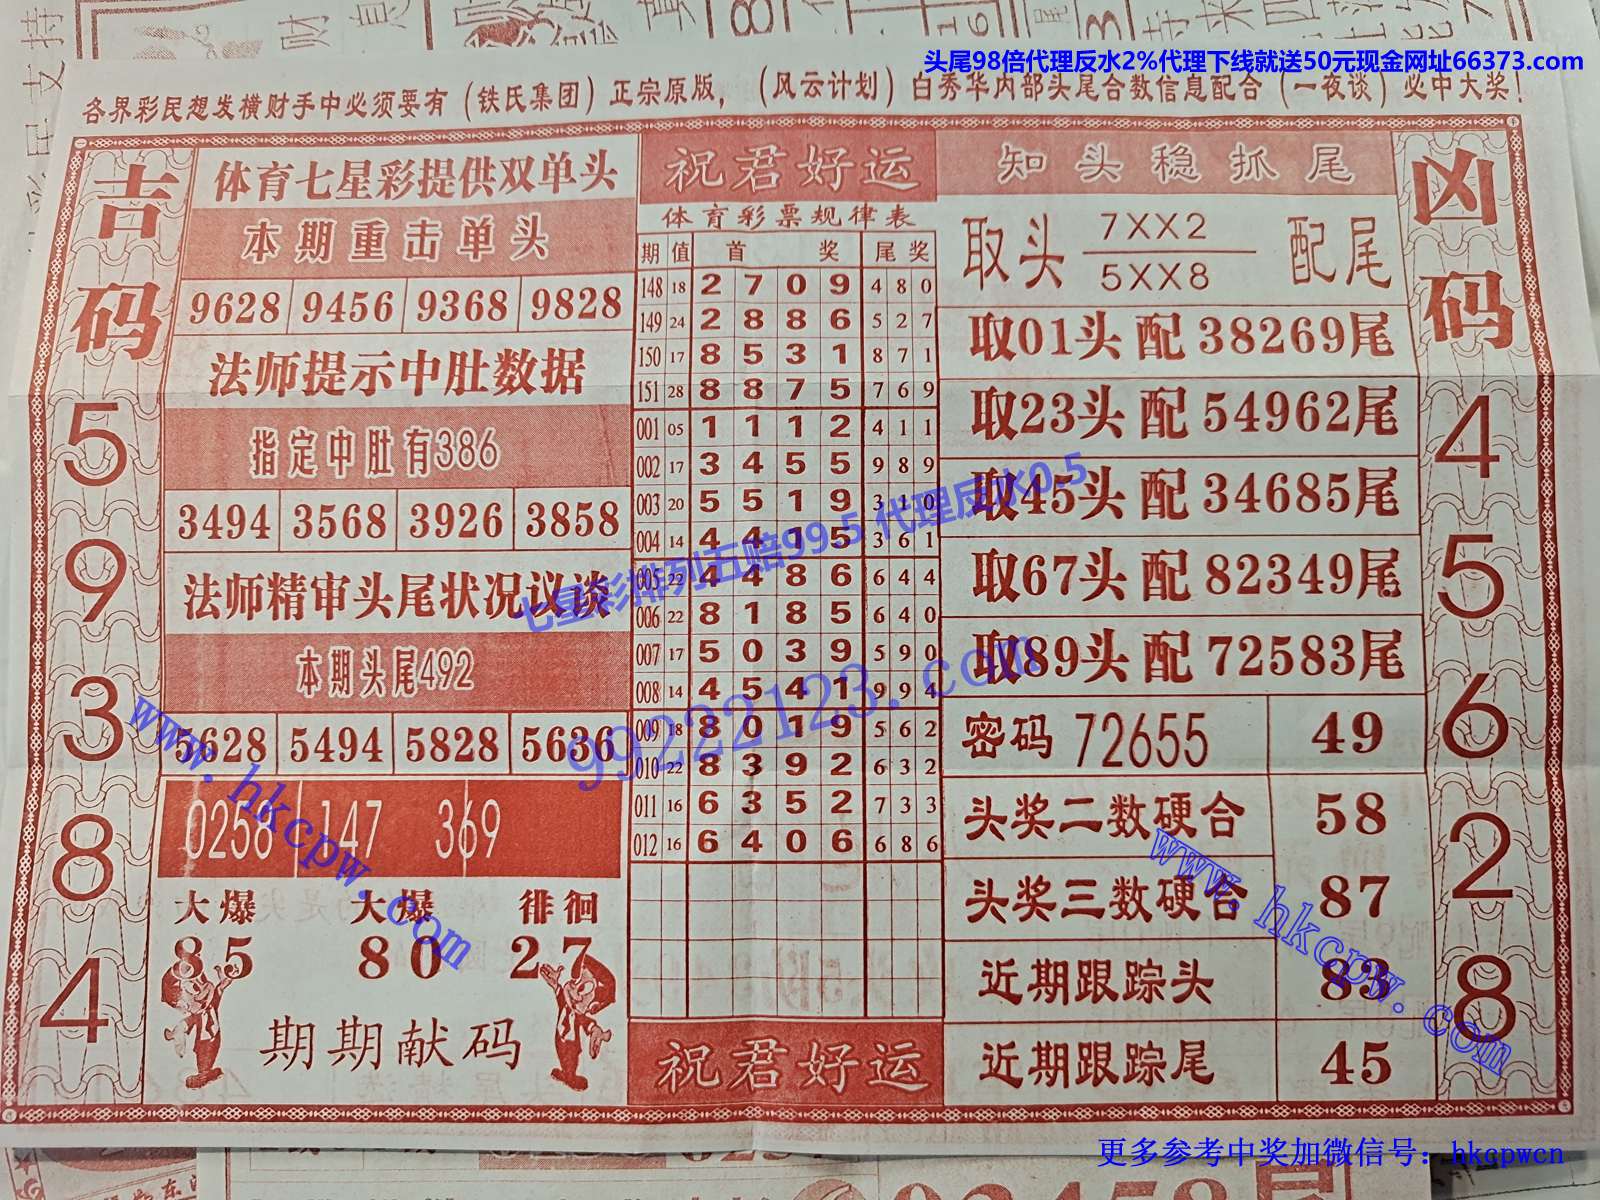 头尾98倍代理反水2%代理下线就送50元现金网址66373.com
各界彩民想发横财手中必须要有（铁氏集团）正宗原版，（风云计划）白秀华内部头尾合数信息配合（一夜谈）必中大奖！
吉码
5
9
3
8
4
体育七星彩提供双单头
本期重击单头
9628 9456 9368 9828
法师提示中肚数据
指定中肚有386
3494 3568 3926 3858
法师精审头尾状况议谈
本期头尾492
5628 5494 5828 5636
0258 147 369
大爆 大爆 徘徊
85 80 27
期期献码
祝君好运
体育彩票规律表
期 值 首 奖 尾 奖
148 18 2 7 0 9 4 8 0
149 24 2 8 8 6 5 2 7
150 17 8 5 3 1 8 7 1
151 28 8 8 7 5 7 6 9
001 05 1 1 1 2 4 1 1
002 17 3 4 5 5 9 8 9
003 20 5 5 1 9 3 1 0
004 14 4 4 1 5 3 6 1
005 22 4 4 8 6 6 4 4
006 22 8 1 8 5 6 4 0
007 17 5 0 3 9 5 9 0
008 14 4 5 4 1 9 9 4
009 18 8 0 1 9 5 6 2
010 22 8 3 9 2 6 3 2
011 16 6 3 5 2 7 3 3
012 16 6 4 0 6 6 8 6
祝君好运
知头稳抓尾
取头 7XX2 配尾
5XX8
取01头 配 38269尾
取23头 配 54962尾
取45头 配 34685尾
取67头 配 82349尾
取89头 配 72583尾
密码 72655 49
头奖二数硬合 58
头奖三数硬合 87
近期跟踪头 83
近期跟踪尾 45
凶码
4
5
6
2
8
七星彩排列五赔99.5 代理反水0.5
99222123.com
www.hkcpw.com
www.hkcpw.com
更多参考中奖加微信号：hkcpwcn